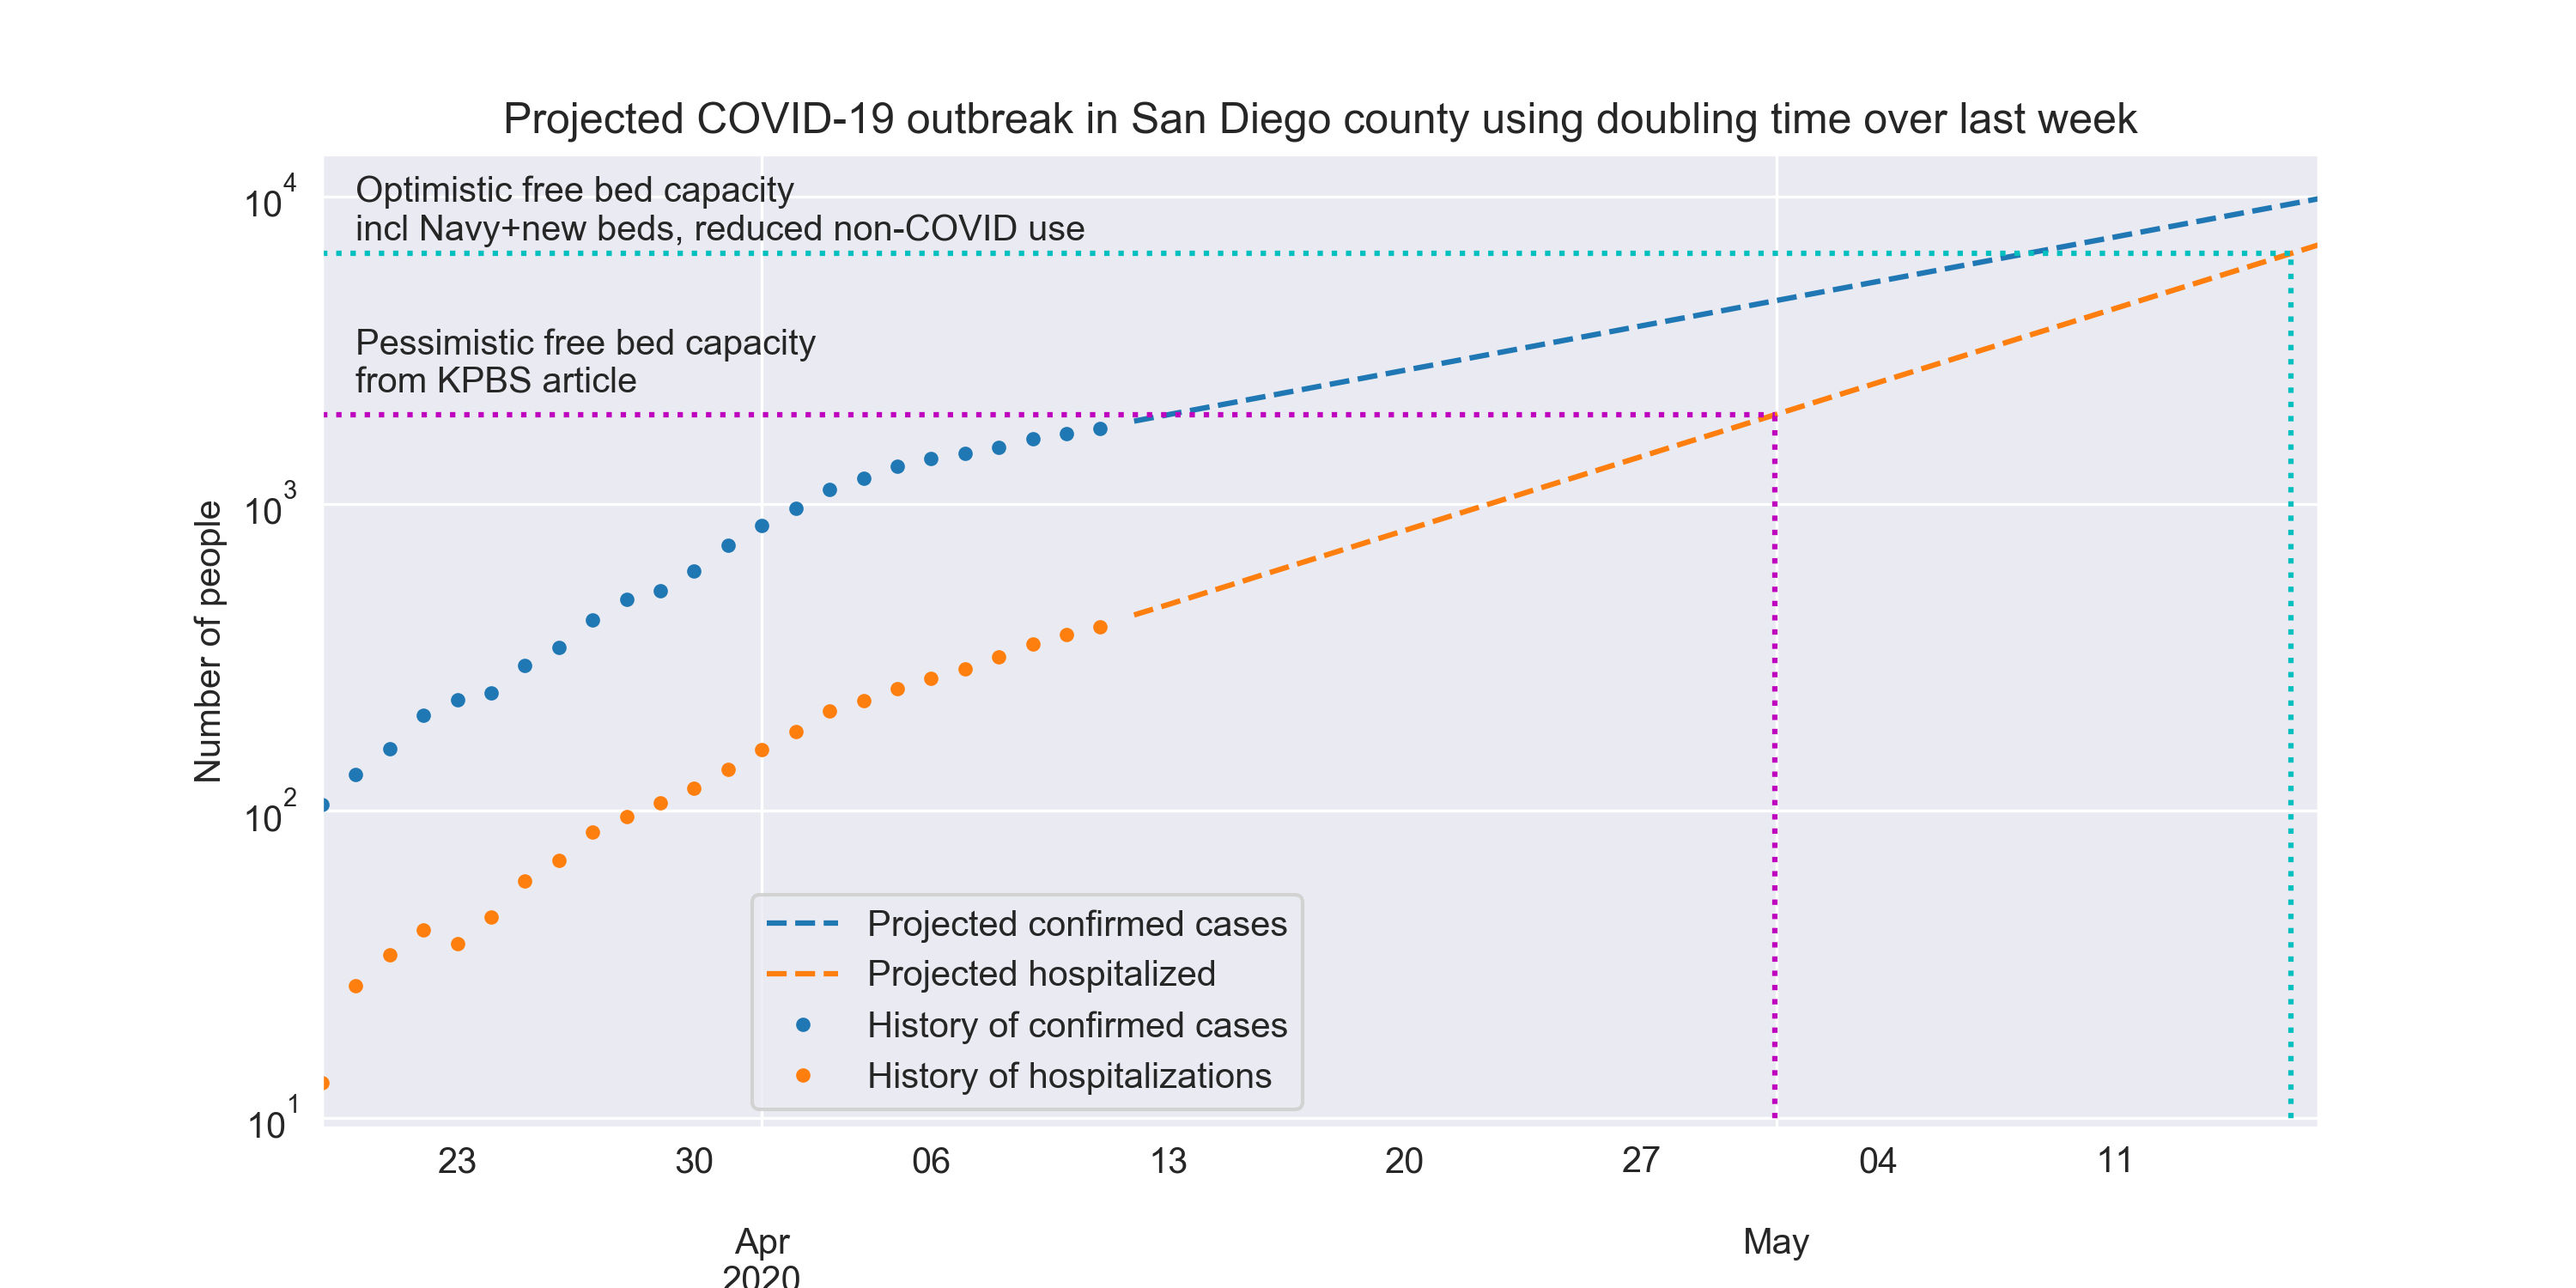 Projected COVID-19 outbreak in San Diego county using doubling time over last week
Optimistic free bed capacity
incl Navy+new beds, reduced non-COVID use
Pessimistic free bed capacity
from KPBS article
Number of people
10^4
10^3
10^2
10^1
Projected confirmed cases
Projected hospitalized
History of confirmed cases
History of hospitalizations
23 30 06 13 20 27 04 11
Apr May
2020